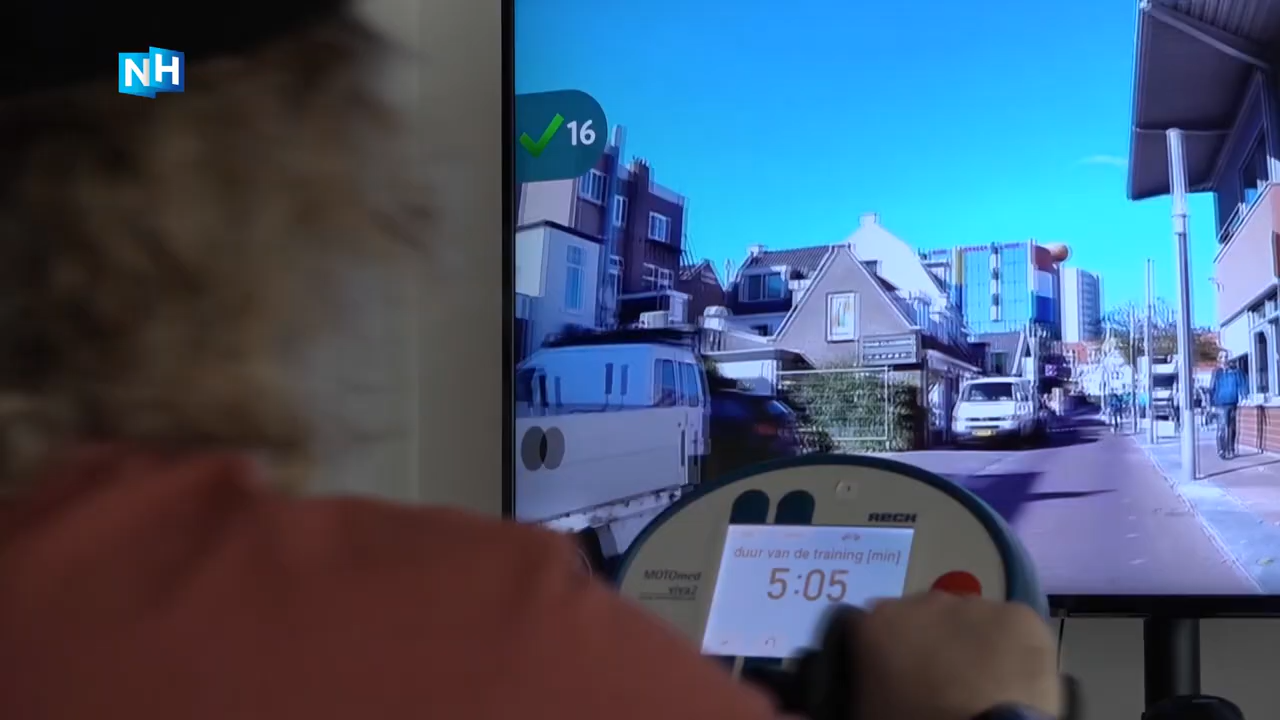 NH
16
RECK
duur van de training [min]
MOTOmed
viva2
5:05